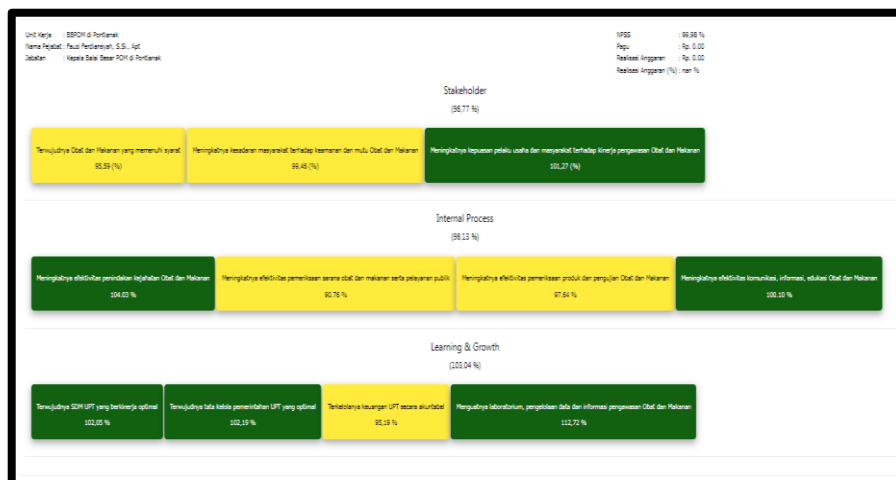 Unit Kerja : BBPOM di Pontianak
Nama Pejabat : Fauzi Ferdiansyah, S.Si., Apt
Jabatan : Kepala Balai Besar POM di Pontianak
NPSS : 99,98 %
Pagu : Rp. 0.00
Realisasi Anggaran : Rp. 0.00
Realisasi Anggaran (%) : nan %
Stakeholder
(98,77 %)
Terwujudnya Obat dan Makanan yang memenuhi syarat
95,59 (%)
Meningkatnya kesadaran masyarakat terhadap keamanan dan mutu Obat dan Makanan
99,46 (%)
Meningkatnya kepuasan pelaku usaha dan masyarakat terhadap kinerja pengawasan Obat dan Makanan
101,27 (%)
Internal Process
(98,13 %)
Meningkatnya efektivitas penindakan kejahatan Obat dan Makanan
104.03 %
Meningkatnya efektivitas pemeriksaan sarana obat dan makanan serta pelayanan publik
90.76 %
Meningkatnya efektivitas pemeriksaan produk dan pengujian Obat dan Makanan
97.64 %
Meningkatnya efektivitas komunikasi, informasi, edukasi Obat dan Makanan
100.10 %
Learning & Growth
(103,04 %)
Terwujudnya SDM UPT yang berkinerja optimal
102,05 %
Terwujudnya tata kelola pemerintahan UPT yang optimal
102,19 %
Terkelolanya keuangan UPT secara akuntabel
95,19 %
Menguatnya laboratorium, pengelolaan data dan informasi pengawasan Obat dan Makanan
112,72 %